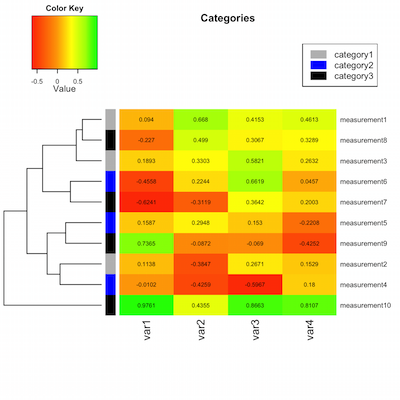 Color Key
Categories
-0.5 0 0.5
Value
category1
category2
category3
0.094 0.668 0.4153 0.4613 measurement1
-0.227 0.499 0.3067 0.3289 measurement8
0.1893 0.3303 0.5821 0.2632 measurement3
-0.4558 0.2244 0.6619 0.0457 measurement6
-0.6241 -0.3119 0.3642 0.2003 measurement7
0.1587 0.2948 0.153 -0.2208 measurement5
0.7365 -0.0872 -0.069 -0.4252 measurement9
0.1138 -0.3847 0.2671 0.1529 measurement2
-0.0102 -0.4259 -0.5967 0.18 measurement4
0.9761 0.4355 0.8663 0.8107 measurement10
var1 var2 var3 var4